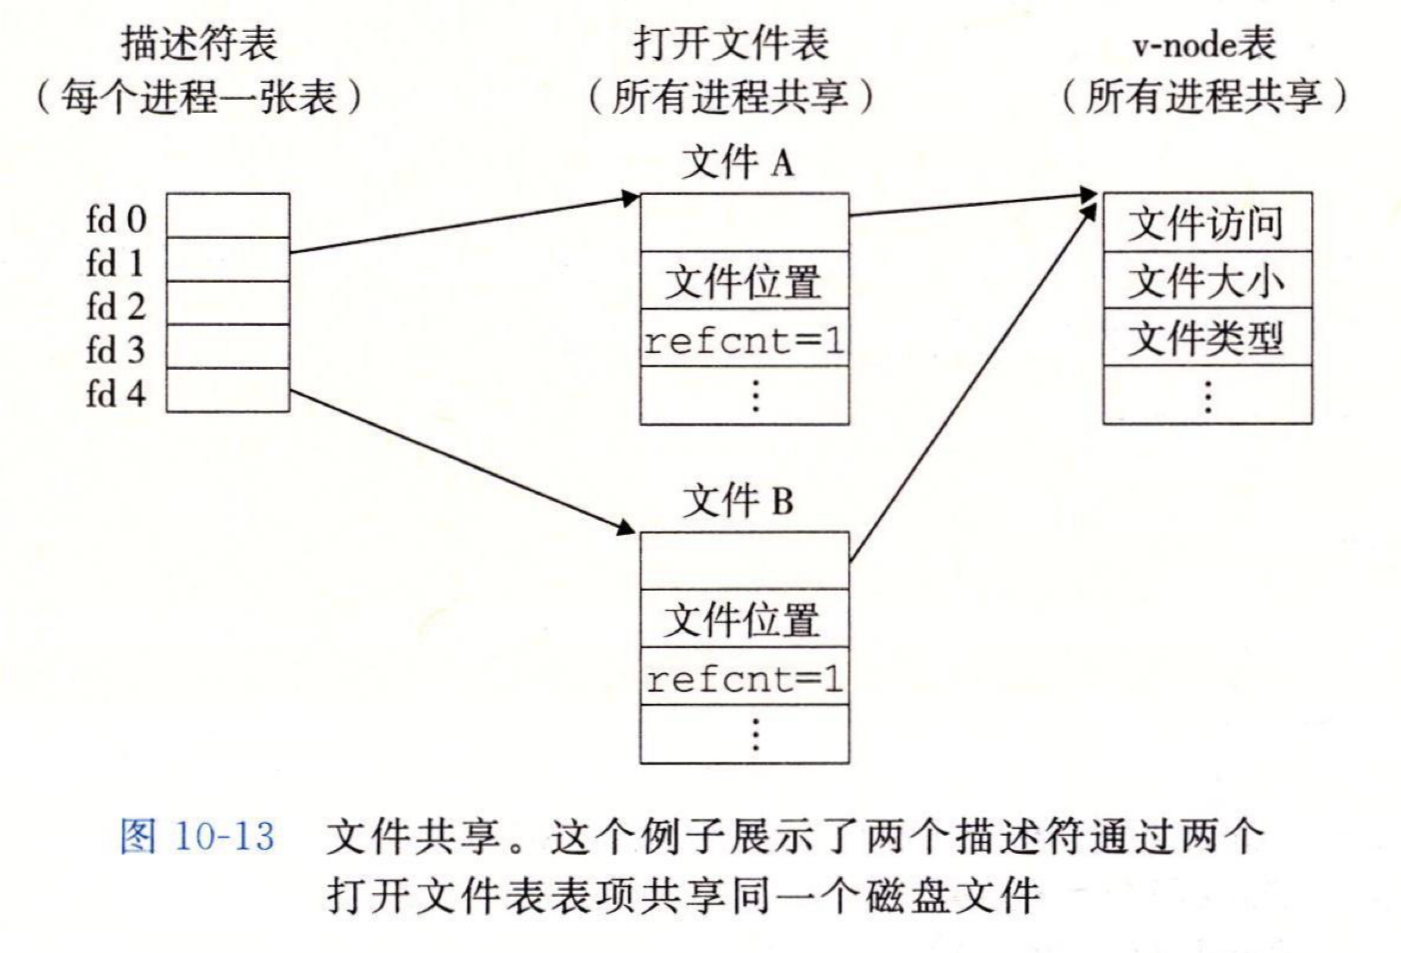 描述符表
（每个进程一张表）
打开文件表
（所有进程共享）
v-node表
（所有进程共享）
fd 0
fd 1
fd 2
fd 3
fd 4
文件 A
文件位置
refcnt=1
⋮
文件 B
文件位置
refcnt=1
⋮
文件访问
文件大小
文件类型
⋮
图 10-13 文件共享。这个例子展示了两个描述符通过两个
打开文件表表项共享同一个磁盘文件